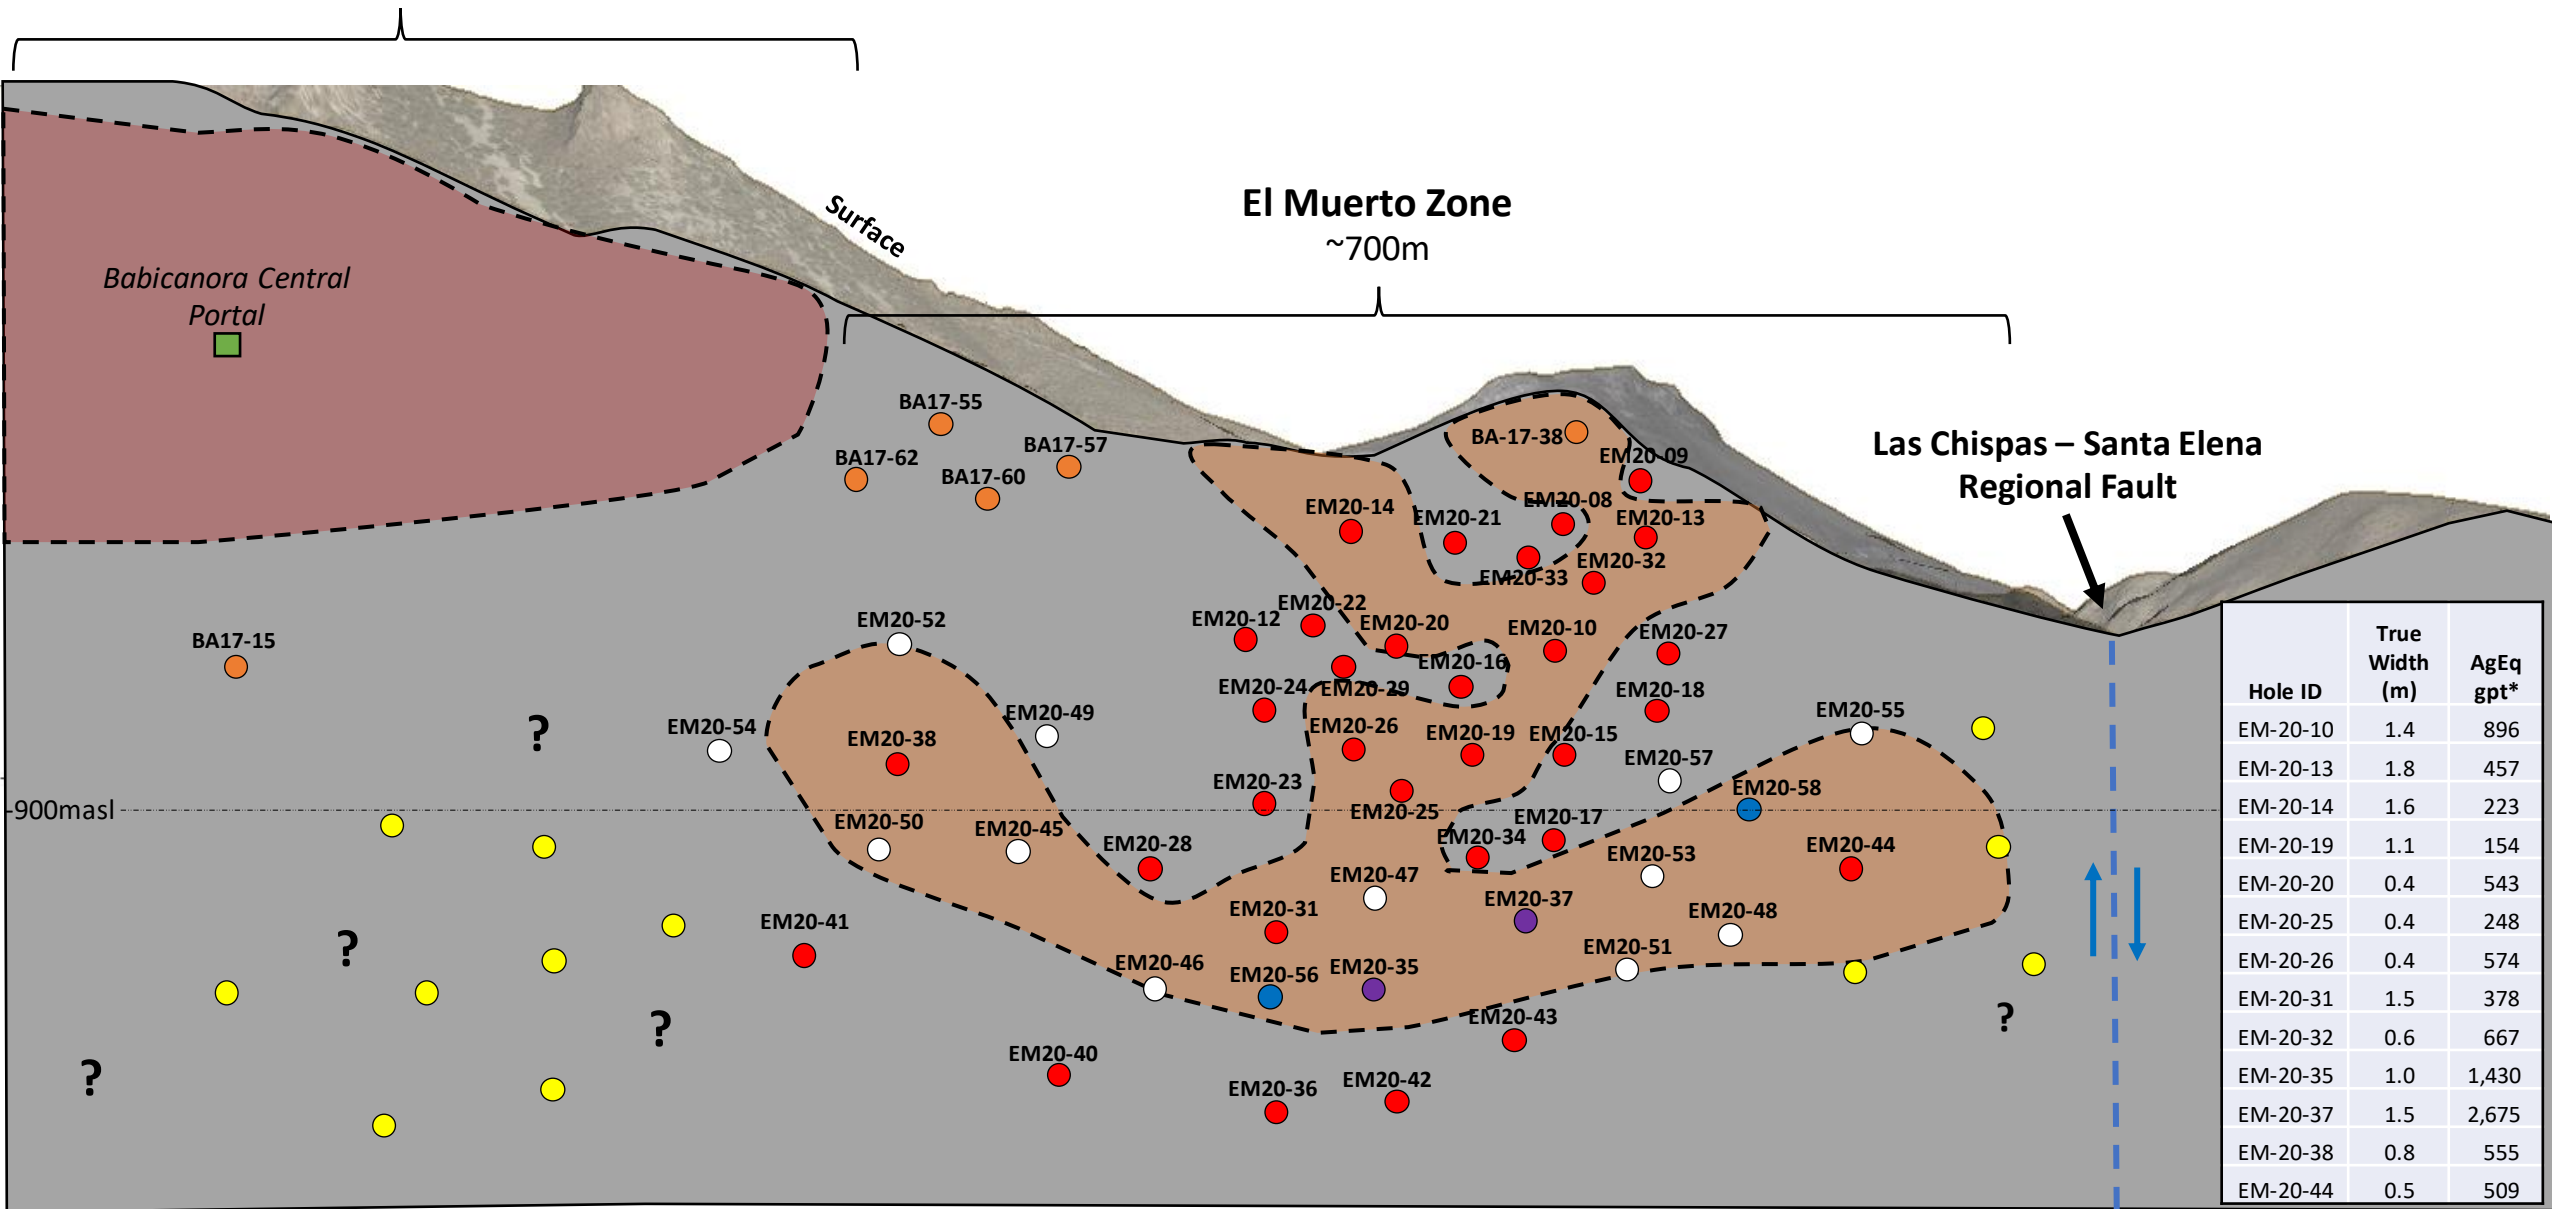 Surface
El Muerto Zone
~700m
Babicanora Central
Portal
Las Chispas – Santa Elena
Regional Fault
BA17-55
BA17-57
BA17-62
BA17-60
BA-17-38
EM20-09
EM20-14
EM20-08
EM20-21
EM20-13
EM20-33
EM20-32
EM20-22
EM20-12
EM20-20
EM20-10
EM20-27
EM20-52
BA17-15
EM20-16
EM20-29
EM20-24
EM20-18
EM20-54
EM20-49
EM20-38
EM20-26
EM20-19
EM20-15
EM20-55
?
EM20-57
EM20-23
EM20-58
900masl
EM20-25
EM20-50
EM20-45
EM20-17
EM20-34
EM20-28
EM20-53
EM20-44
EM20-47
EM20-37
EM20-31
EM20-48
EM20-41
?
EM20-51
EM20-46
EM20-56
EM20-35
EM20-43
?
?
EM20-40
EM20-36
EM20-42
?
Hole ID True Width (m) AgEq gpt*
EM-20-10 1.4 896
EM-20-13 1.8 457
EM-20-14 1.6 223
EM-20-19 1.1 154
EM-20-20 0.4 543
EM-20-25 0.4 248
EM-20-26 0.4 574
EM-20-31 1.5 378
EM-20-32 0.6 667
EM-20-35 1.0 1,430
EM-20-37 1.5 2,675
EM-20-38 0.8 555
EM-20-44 0.5 509